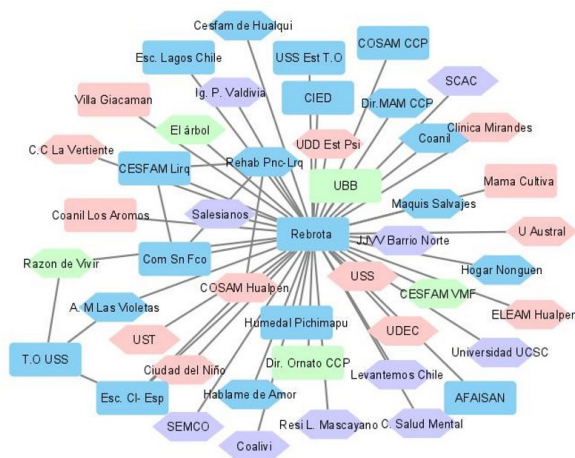 Cesfam de Hualqui
Esc. Lagos Chile
USS Est T.O
COSAM CCP
SCAC
Ig. P. Valdivia
CIED
Dir.MAM CCP
Villa Giacaman
El árbol
UDD Est Psi
Coanil
Clinica Mirandes
C.C La Vertiente
CESFAM Lirq
Rehab Pnc-Lrq
UBB
Mama Cultiva
Maquis Salvajes
Coanil Los Aromos
Salesianos
Rebrota
JJVV Barrio Norte
U Austral
Razon de Vivir
Com Sn Fco
Hogar Nonguen
COSAM Hualpen
USS
CESFAM VMF
A. M Las Violetas
Humedal Pichimapu
ELEAM Hualpen
UST
UDEC
T.O USS
Dir. Ornato CCP
Universidad UCSC
Ciudad del Niño
Levantemos Chile
Esc. CI- Esp
Hablame de Amor
AFAISAN
SEMCO
Resi L. Mascayano
C. Salud Mental
Coalivi